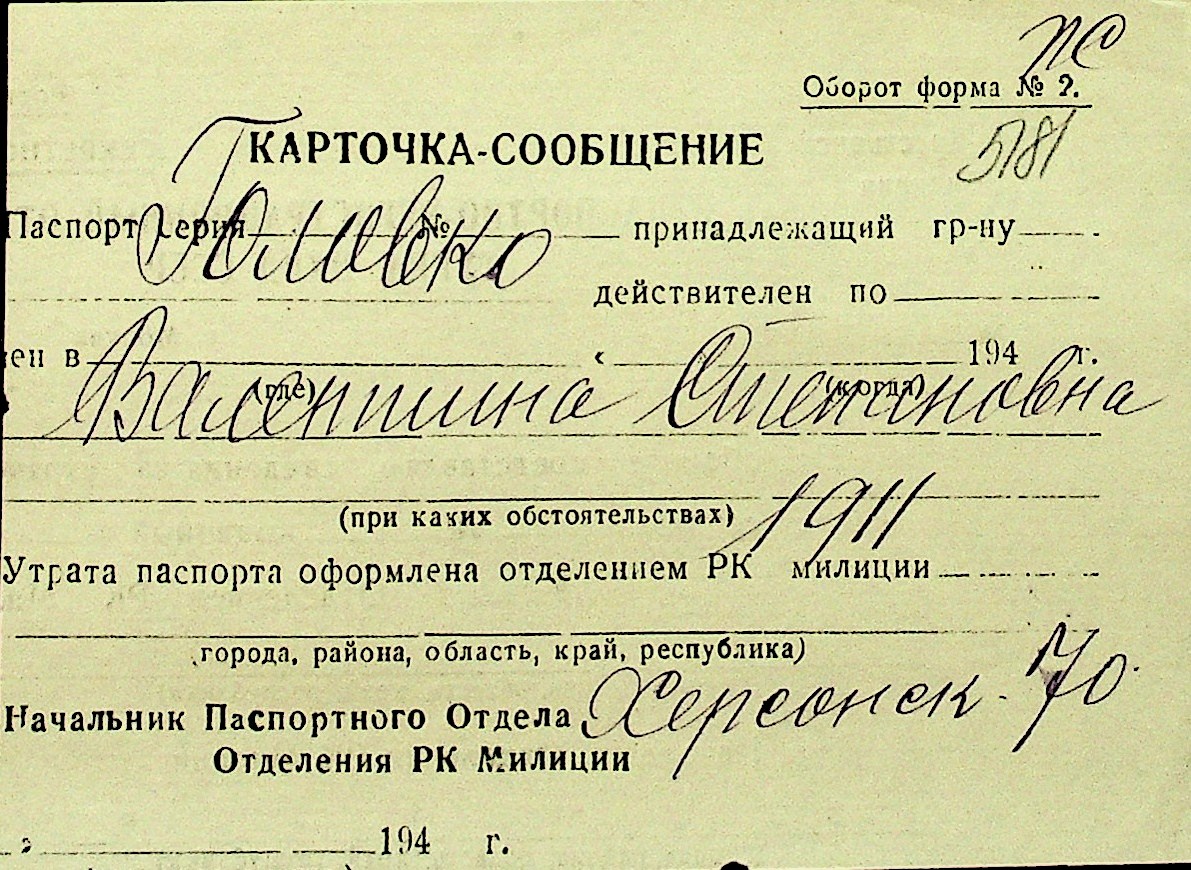 ПС
Оборот форма № 2.
5181
КАРТОЧКА-СООБЩЕНИЕ
Паспорт серия № принадлежащий гр-ну
Головко
действителен по
ен в « 194 г.
(где) (когда)
Валентина Степановна
(при каких обстоятельствах)
1911
Утрата паспорта оформлена отделением РК милиции
города, района, область, край, республика)
Херсонск. 70
Начальник Паспортного Отдела
Отделения РК Милиции
194 г.